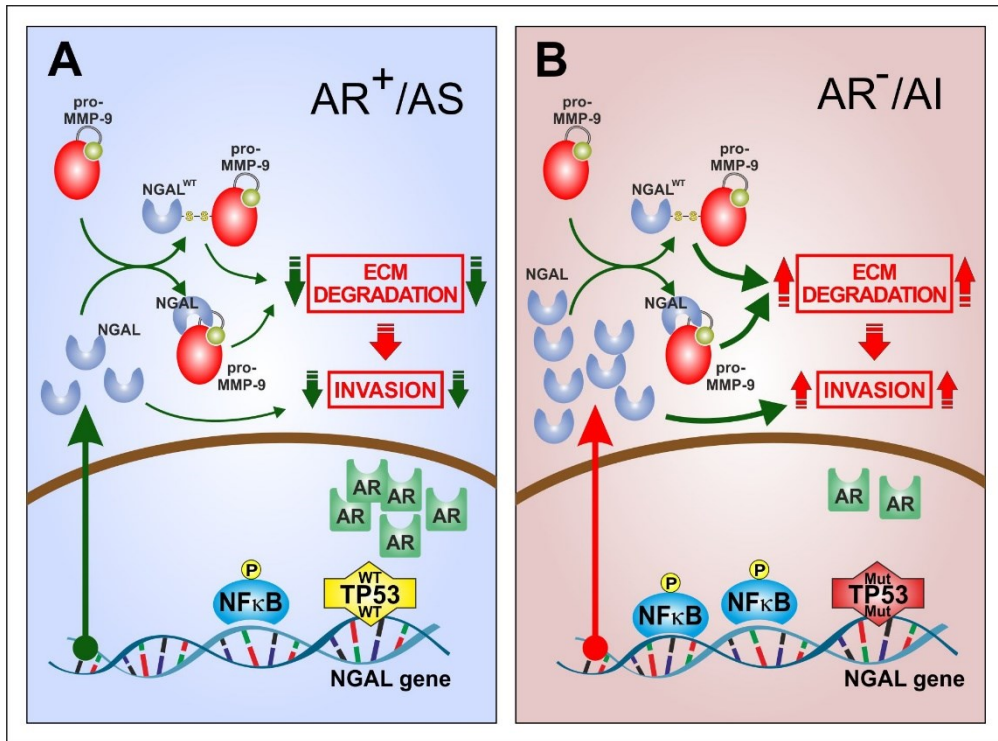 A
AR+/AS
pro-
MMP-9
pro-
MMP-9
NGALWT
S-S
ECM
DEGRADATION
NGAL
NGAL
pro-
MMP-9
INVASION
AR
AR
AR
AR
AR
P
NFκB
WT
TP53
WT
NGAL gene
B
AR-/AI
pro-
MMP-9
pro-
MMP-9
NGALWT
S-S
ECM
DEGRADATION
NGAL
NGAL
pro-
MMP-9
INVASION
AR
AR
P
NFκB
P
NFκB
Mut
TP53
Mut
NGAL gene